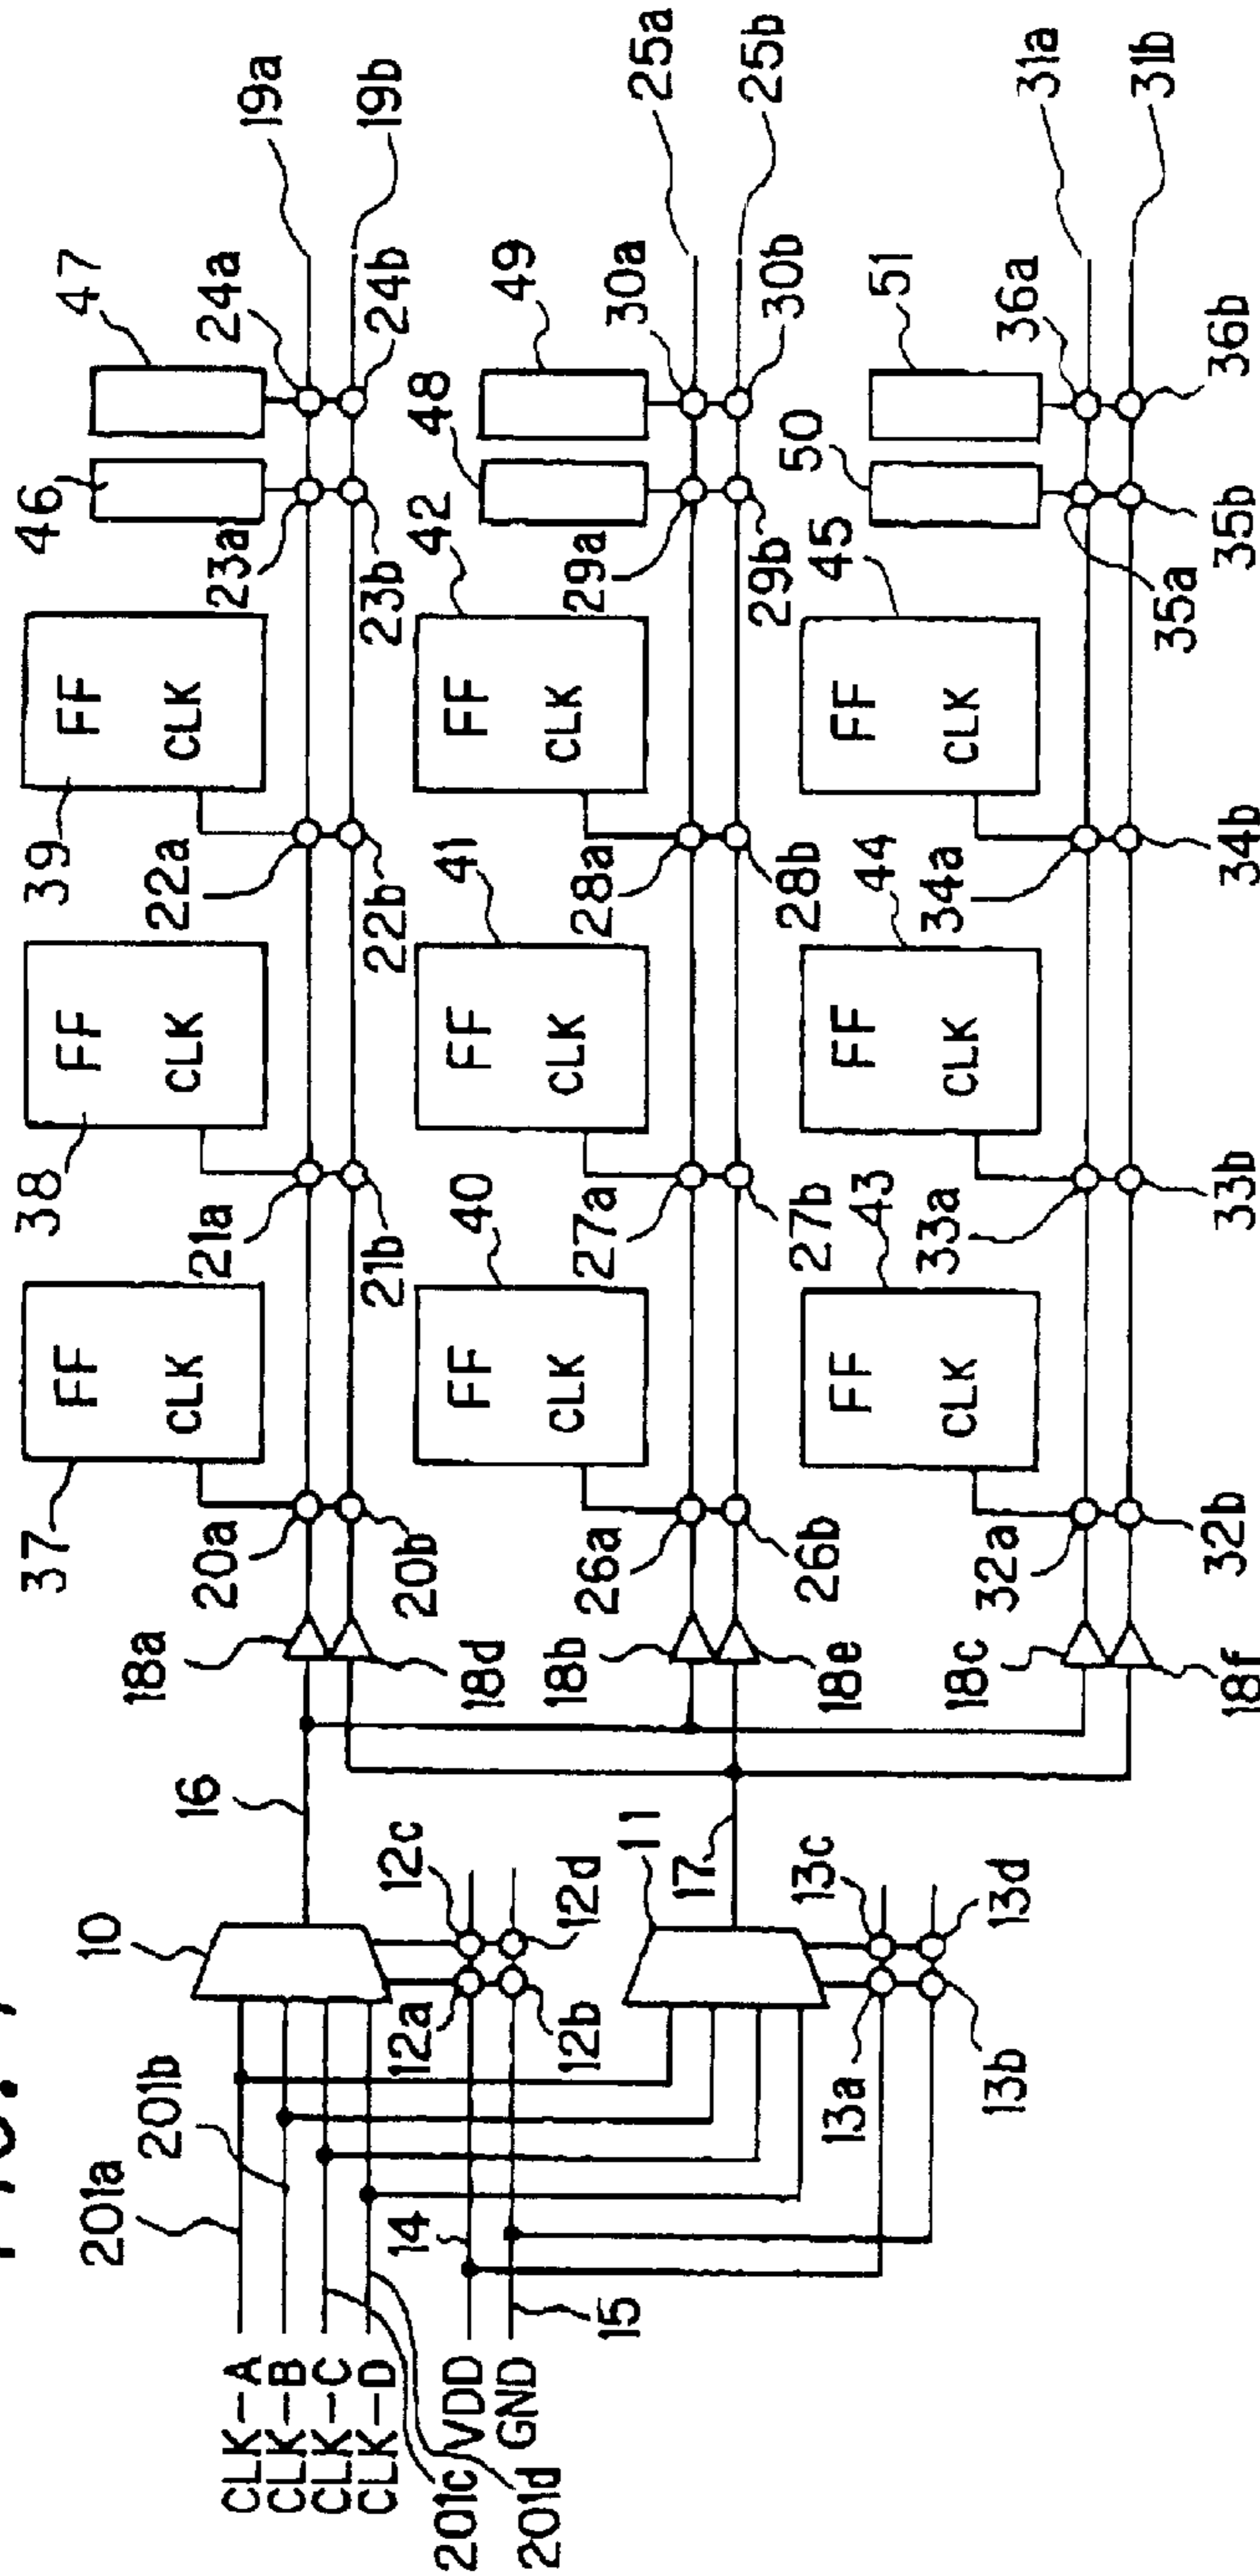 201a
201b
10
16
18a
37
FF
CLK
38
FF
CLK
39
FF
CLK
46
47
19a
19b
20a
20b
21a
21b
22a
22b
23a
23b
24a
24b
CLK-A
CLK-B
CLK-C
CLK-D
201c
201d
VDD
GND
14
15
12a
12b
12c
12d
18d
18b
18e
40
FF
CLK
41
FF
CLK
42
FF
CLK
48
49
25a
25b
26a
26b
27a
27b
28a
28b
29a
29b
30a
30b
11
17
13a
13b
13c
13d
18c
18f
43
FF
CLK
44
FF
CLK
45
FF
CLK
50
51
31a
31b
32a
32b
33a
33b
34a
34b
35a
35b
36a
36b